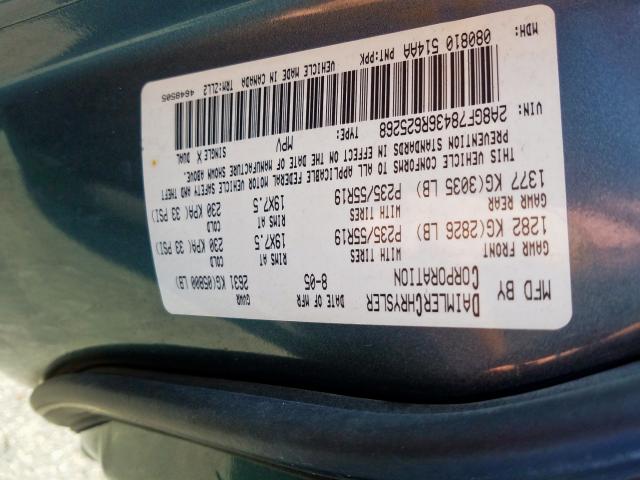 MFD BY DAIMLERCHRYSLER CORPORATION
DATE OF MFR 8-05
GVWR 2631 KG(05800 LB)
GAWR FRONT WITH TIRES RIMS AT COLD
1282 KG(2826 LB) P235/55R19 19X7.5 230 KPA(33 PSI)
GAWR REAR WITH TIRES RIMS AT COLD
1377 KG(3035 LB) P235/55R19 19X7.5 230 KPA(33 PSI)
THIS VEHICLE CONFORMS TO ALL APPLICABLE FEDERAL MOTOR VEHICLE SAFETY AND THEFT
PREVENTION STANDARDS IN EFFECT ON THE DATE OF MANUFACTURE SHOWN ABOVE.
VIN: 2A8GF78436R625268 TYPE: MPV SINGLE X DUAL
MDH: 080810 514AA PNT:PPK VEHICLE MADE IN CANADA TRM:ZLL2 4648505